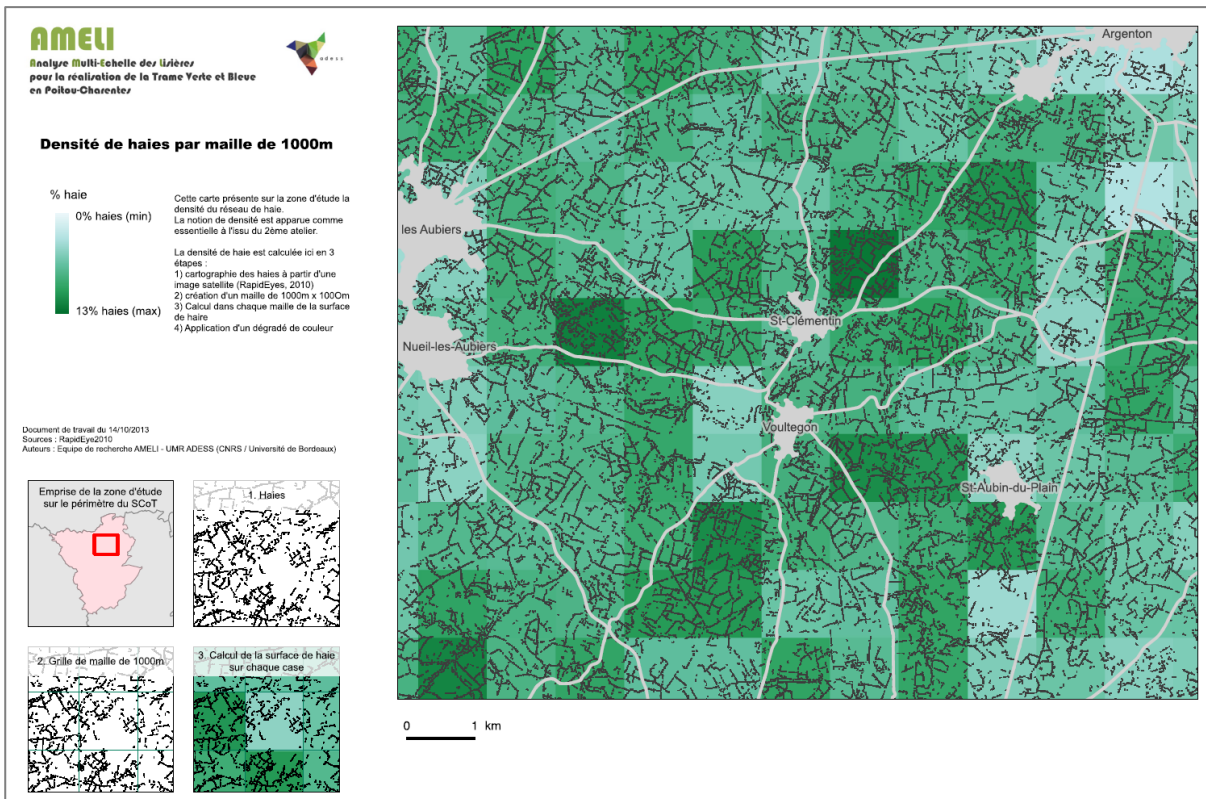 AMELI
Analyse Multi-Echelle des Lisières
pour la réalisation de la Trame Verte et Bleue
en Poitou-Charentes
adess
Densité de haies par maille de 1000m
% haie
0% haies (min)
13% haies (max)
Cette carte présente sur la zone d'étude la
densité du réseau de haie.
La notion de densité est apparue comme
essentielle à l'issu du 2ème atelier.
La densité de haie est calculée ici en 3
étapes :
1) cartographie des haies à partir d'une
image satellite (RapidEyes, 2010)
2) création d'un maille de 1000m x 100Om
3) Calcul dans chaque maille de la surface
de haire
4) Application d'un dégradé de couleur
Document de travail du 14/10/2013
Sources : RapidEye2010
Auteurs : Equipe de recherche AMELI - UMR ADESS (CNRS / Université de Bordeaux)
Emprise de la zone d'étude
sur le périmètre du SCoT
1. Haies
2. Grille de maille de 1000m
3. Calcul de la surface de haie
sur chaque case
Argenton
les Aubiers
St-Clémentin
Nueil-les-Aubiers
Voultegon
St-Aubin-du-Plain
0 1 km